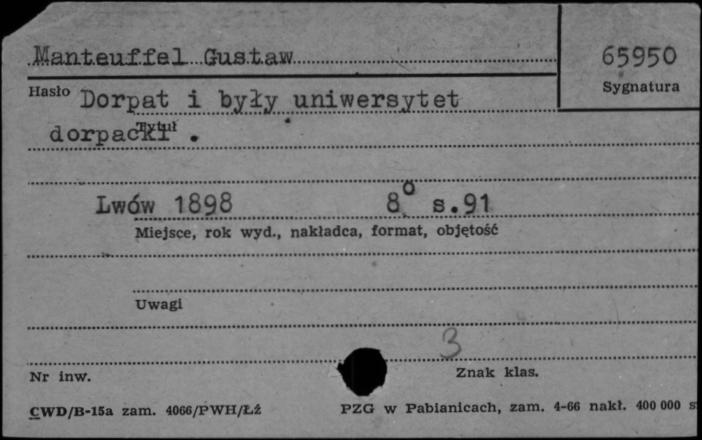 Manteuffel Gustaw
65950
Sygnatura
Hasło
Dorpat i były uniwersytet
Tytuł
dorpacki .
Lwów 1898 8° s.91
Miejsce, rok wyd., nakładca, format, objętość
Uwagi
3
Nr inw.
Znak klas.
CWD/B-15a zam. 4066/PWH/Łź
PZG w Pabianicach, zam. 4-66 nakł. 400 000 s